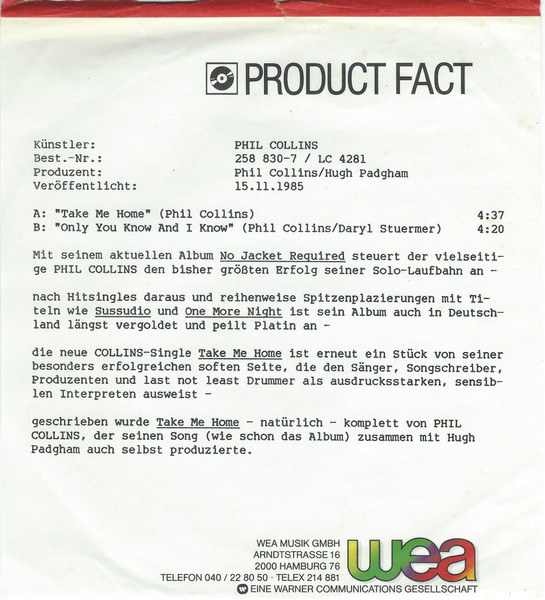 PRODUCT FACT
Künstler: PHIL COLLINS
Best.-Nr.: 258 830-7 / LC 4281
Produzent: Phil Collins/Hugh Padgham
Veröffentlicht: 15.11.1985
A: "Take Me Home" (Phil Collins) 4:37
B: "Only You Know And I Know" (Phil Collins/Daryl Stuermer) 4:20
Mit seinem aktuellen Album No Jacket Required steuert der vielseiti-
ge PHIL COLLINS den bisher größten Erfolg seiner Solo-Laufbahn an -
nach Hitsingles daraus und reihenweise Spitzenplazierungen mit Ti-
teln wie Sussudio und One More Night ist sein Album auch in Deutsch-
land längst vergoldet und peilt Platin an -
die neue COLLINS-Single Take Me Home ist erneut ein Stück von seiner
besonders erfolgreichen soften Seite, die den Sänger, Songschreiber,
Produzenten und last not least Drummer als ausdrucksstarken, sensib-
len Interpreten ausweist -
geschrieben wurde Take Me Home - natürlich - komplett von PHIL
COLLINS, der seinen Song (wie schon das Album) zusammen mit Hugh
Padgham auch selbst produzierte.
WEA MUSIK GMBH
ARNDTSTRASSE 16
2000 HAMBURG 76
TELEFON 040 / 22 80 50 · TELEX 214 881
wea
EINE WARNER COMMUNICATIONS GESELLSCHAFT